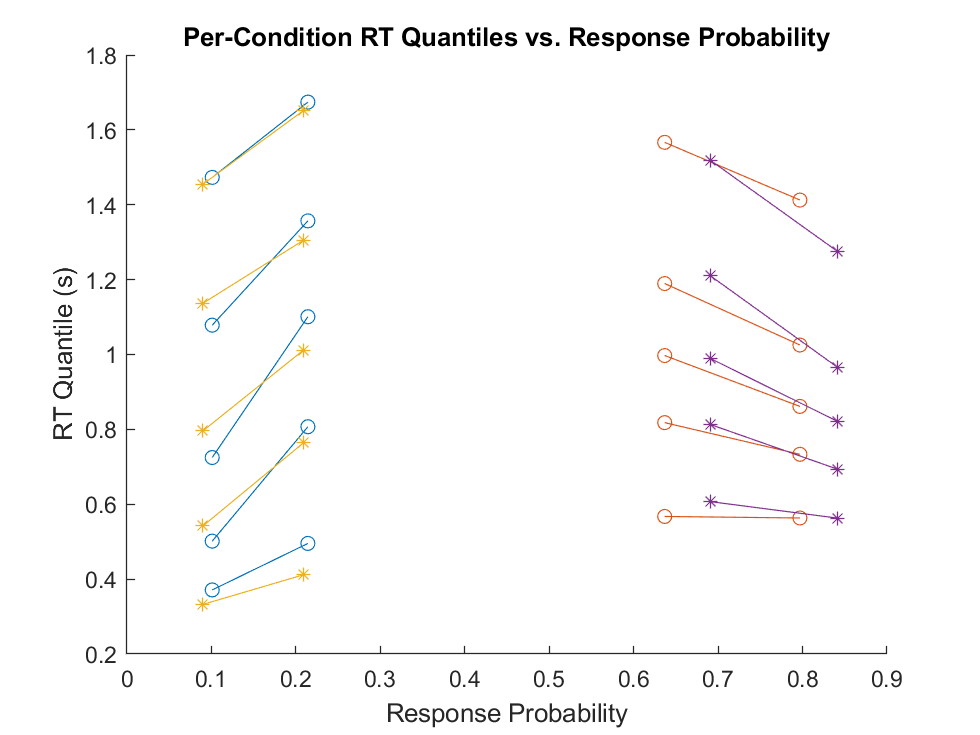 Per-Condition RT Quantiles vs. Response Probability
1.8
1.6
1.4
1.2
1
0.8
0.6
0.4
0.2
RT Quantile (s)
0 0.1 0.2 0.3 0.4 0.5 0.6 0.7 0.8 0.9
Response Probability